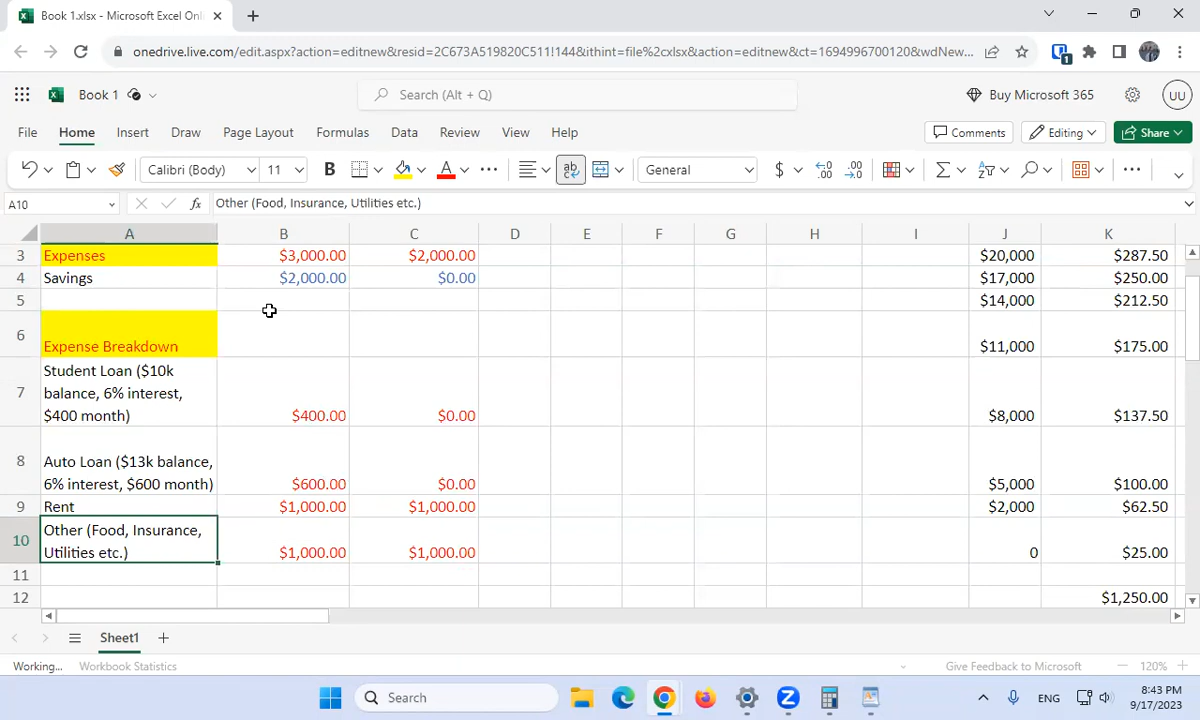 Book 1.xlsx - Microsoft Excel Onli
onedrive.live.com/edit.aspx?action=editnew&resid=2C673A519820C511!144&ithint=file%2cxlsx&action=editnew&ct=1694996700120&wdNew...
1
Book 1
Search (Alt + Q)
Buy Microsoft 365
UU
File Home Insert Draw Page Layout Formulas Data Review View Help
Comments Editing Share
Calibri (Body) 11 B A ab General $ .00 .00
A10 fx Other (Food, Insurance, Utilities etc.)
A B C D E F G H I J K
3 Expenses $3,000.00 $2,000.00 $20,000 $287.50
4 Savings $2,000.00 $0.00 $17,000 $250.00
5 $14,000 $212.50
6 Expense Breakdown $11,000 $175.00
Student Loan ($10k
7 balance, 6% interest,
$400 month) $400.00 $0.00 $8,000 $137.50
8 Auto Loan ($13k balance,
6% interest, $600 month) $600.00 $0.00 $5,000 $100.00
9 Rent $1,000.00 $1,000.00 $2,000 $62.50
10 Other (Food, Insurance,
Utilities etc.) $1,000.00 $1,000.00 0 $25.00
11
12 $1,250.00
Sheet1
Working... Workbook Statistics Give Feedback to Microsoft 120%
Search
ENG
8:43 PM
9/17/2023